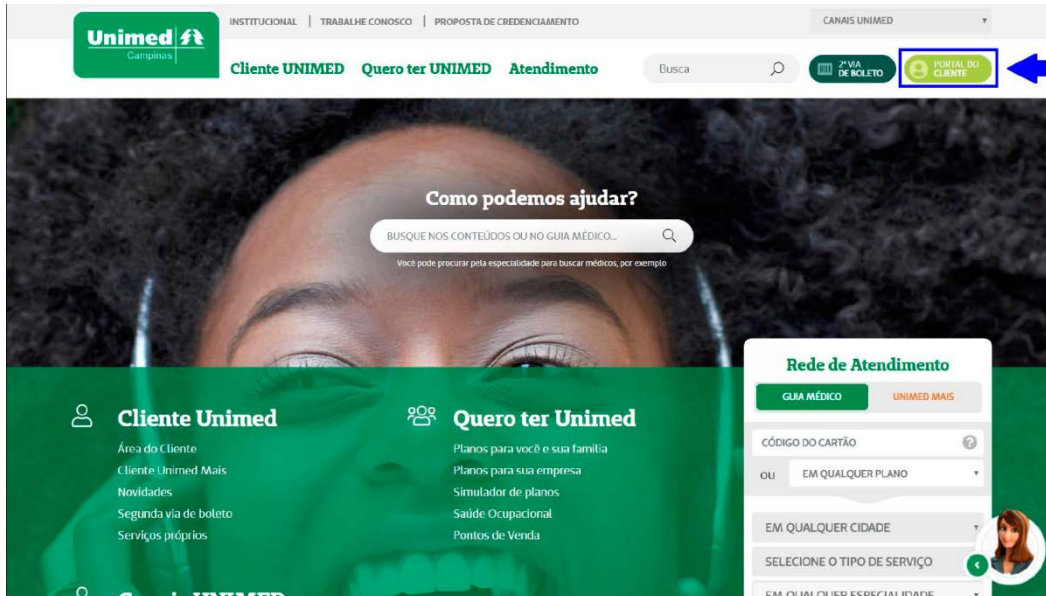 INSTITUCIONAL | TRABALHE CONOSCO | PROPOSTA DE CREDENCIAMENTO
CANAIS UNIMED
Unimed
Campinas
Cliente UNIMED Quero ter UNIMED Atendimento
Busca
2ª VIA
DE BOLETO
PORTAL DO
CLIENTE
Como podemos ajudar?
BUSQUE NOS CONTEÚDOS OU NO GUIA MÉDICO...
Você pode procurar pela especialidade para buscar médicos, por exemplo
Cliente Unimed
Área do Cliente
Cliente Unimed Mais
Novidades
Segunda via de boleto
Serviços próprios
Quero ter Unimed
Planos para você e sua família
Planos para sua empresa
Simulador de planos
Saúde Ocupacional
Pontos de Venda
Rede de Atendimento
GUIA MÉDICO
UNIMED MAIS
CÓDIGO DO CARTÃO
OU EM QUALQUER PLANO
EM QUALQUER CIDADE
SELECIONE O TIPO DE SERVIÇO
EM QUALQUER ESPECIALIDADE